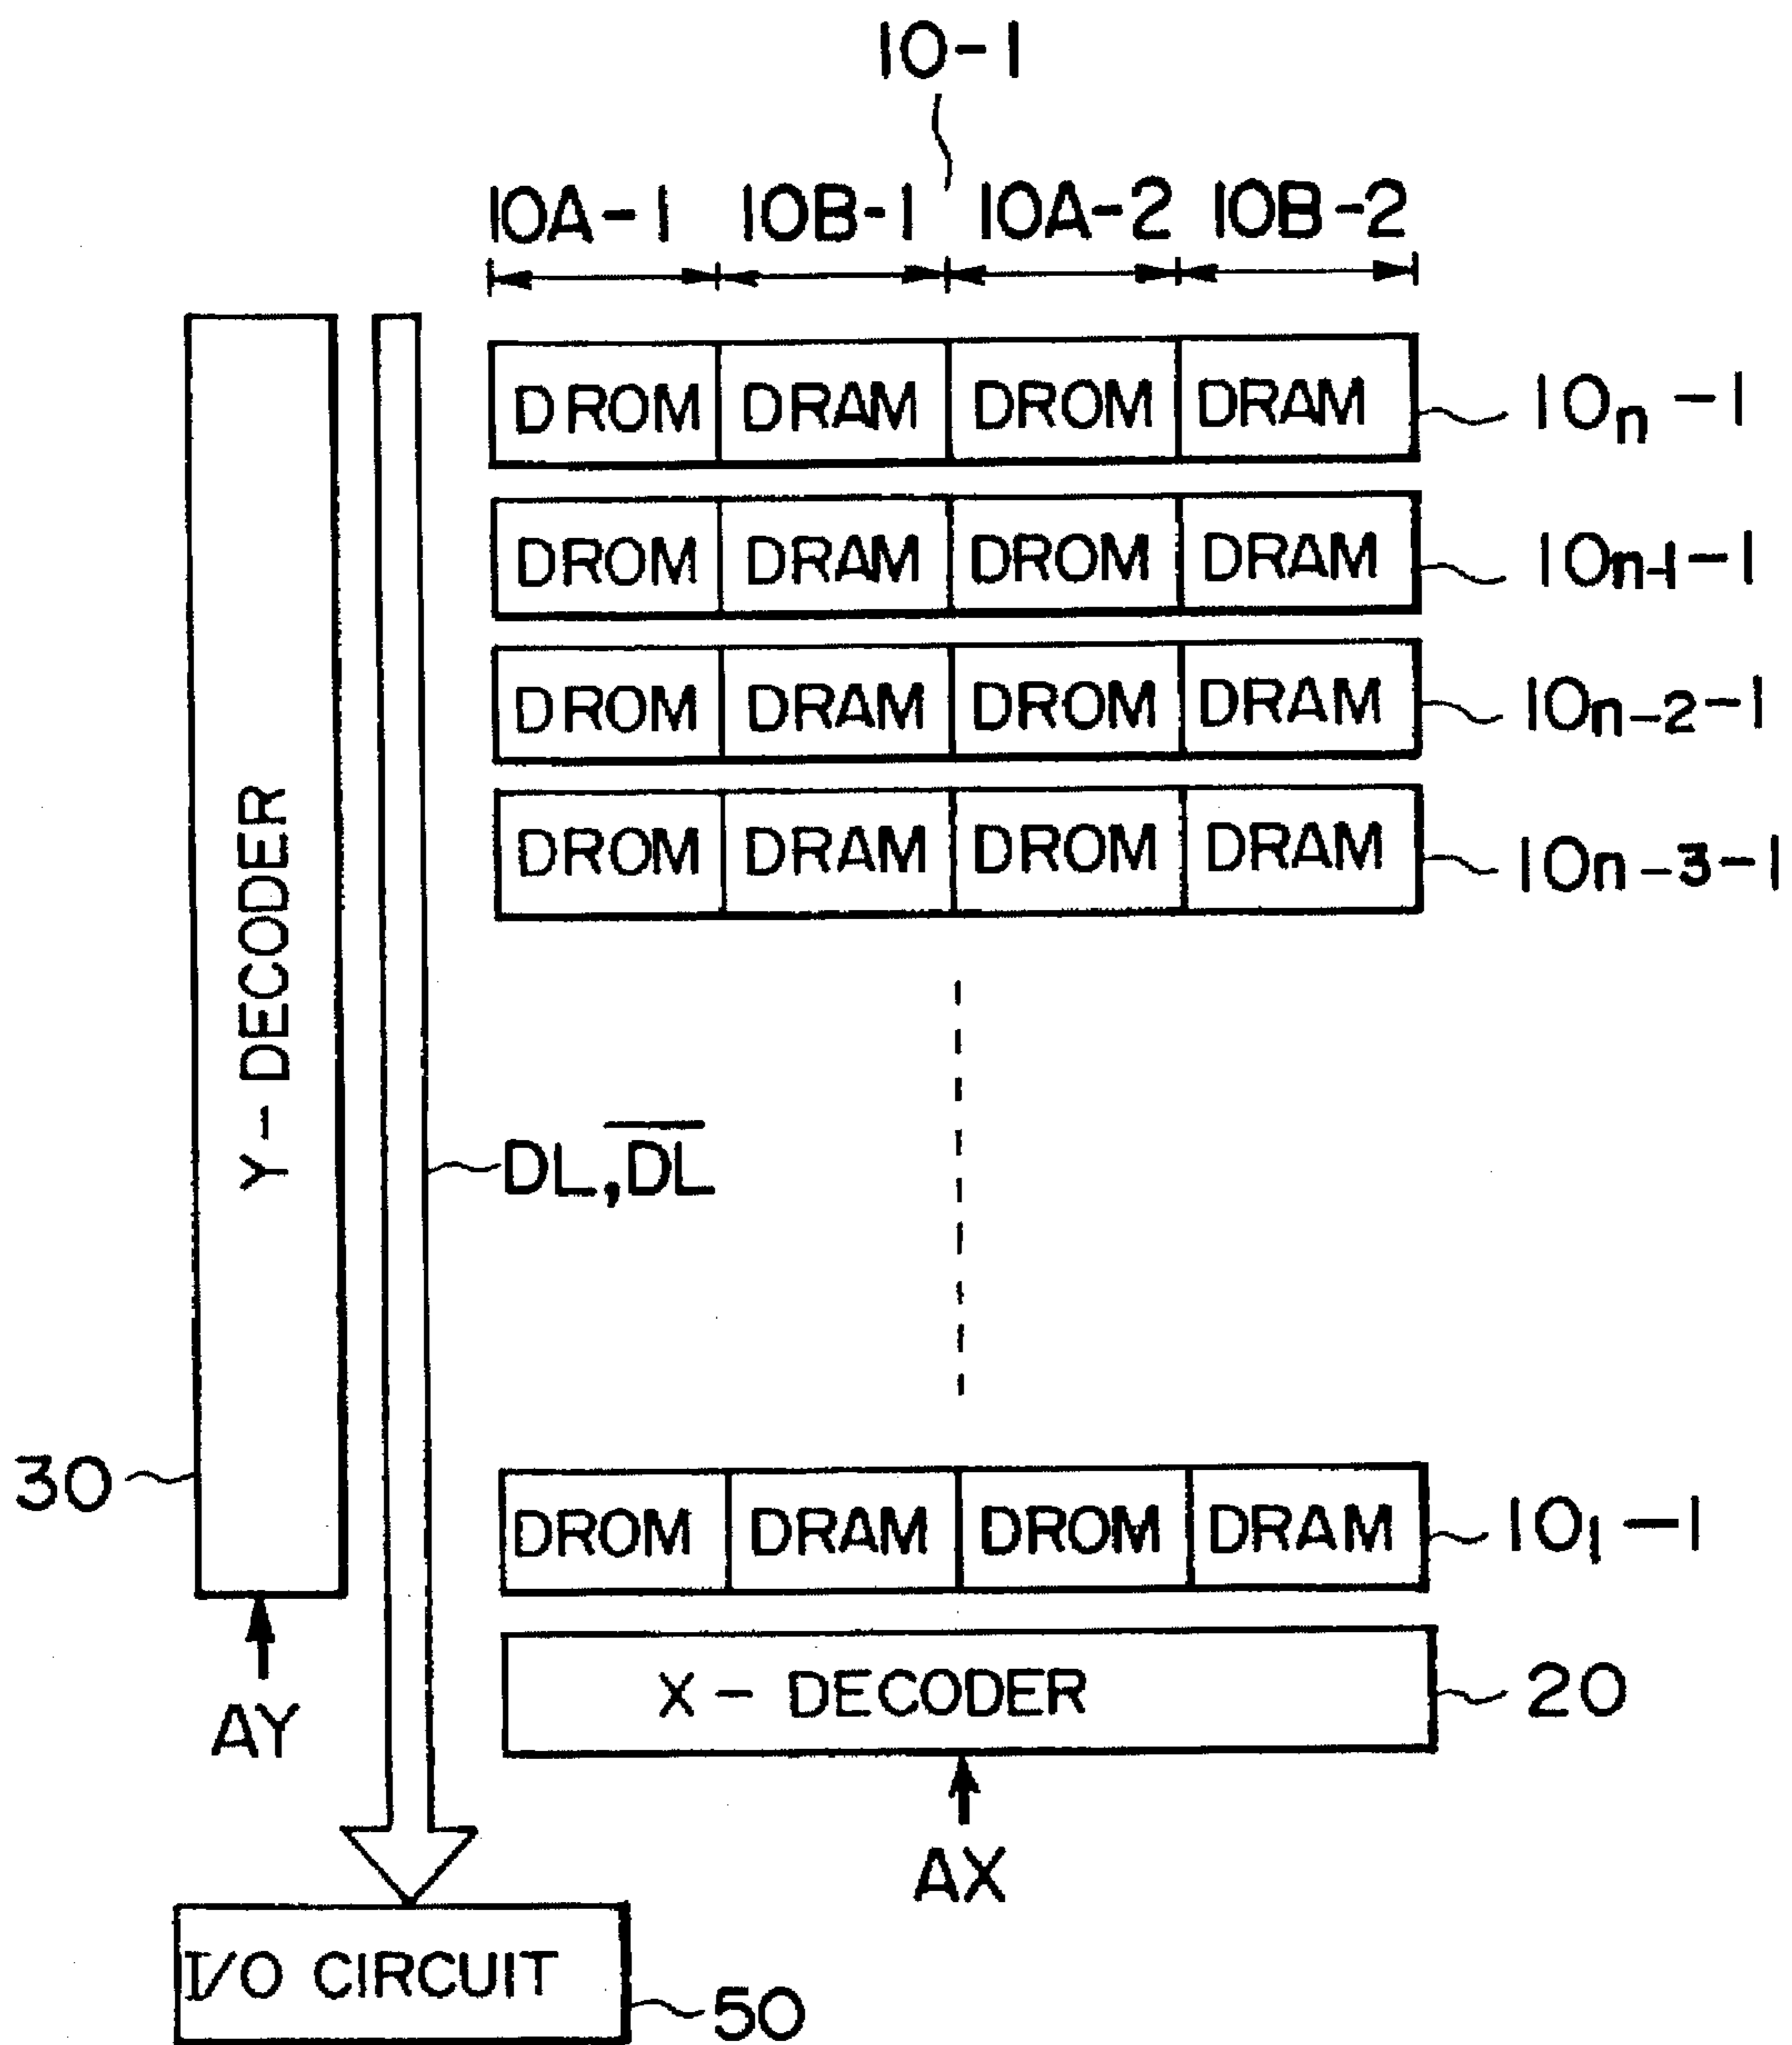 10-1
10A-1 10B-1 10A-2 10B-2
DROM DRAM DROM DRAM 10n-1
DROM DRAM DROM DRAM 10n-1-1
DROM DRAM DROM DRAM 10n-2-1
DROM DRAM DROM DRAM 10n-3-1
Y-DECODER
DL, D̅L̅
30
DROM DRAM DROM DRAM 10₁-1
X-DECODER 20
AY
AX
I/O CIRCUIT
50